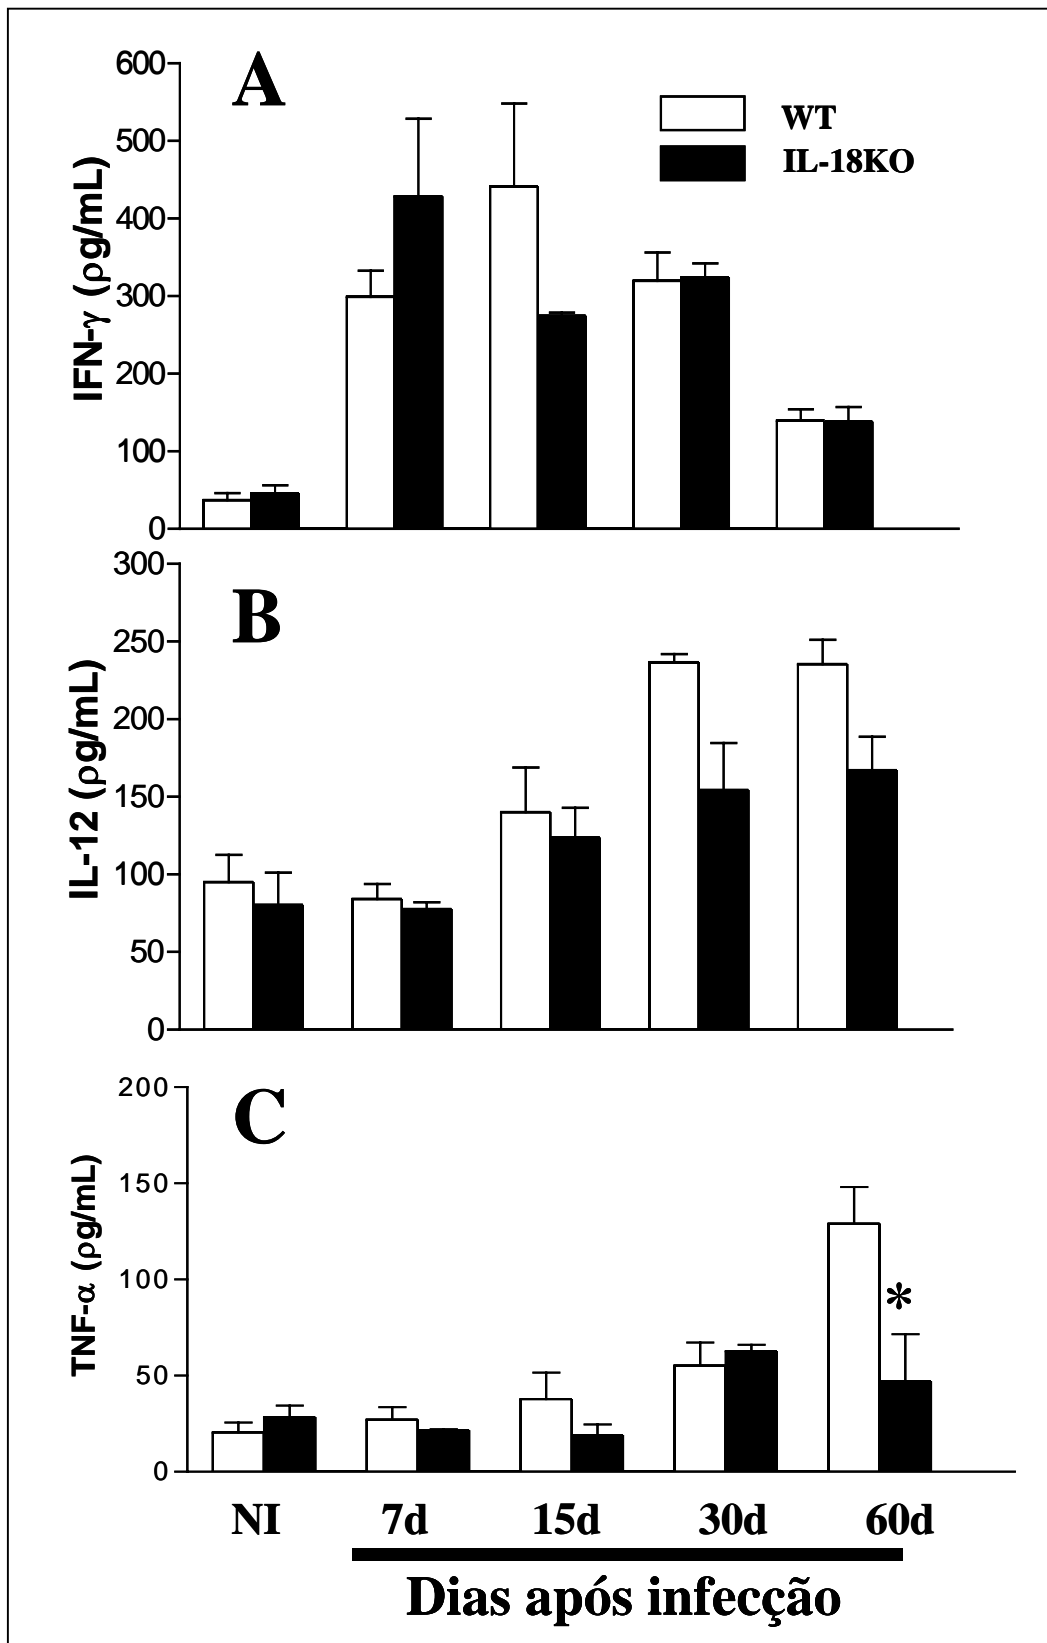 A
WT
IL-18KO
IFN-γ (ρg/mL)
600
500
400
300
200
100
0
B
IL-12 (ρg/mL)
300
250
200
150
100
50
0
C
TNF-α (ρg/mL)
200
150
100
50
0
*
NI 7d 15d 30d 60d
Dias após infecção